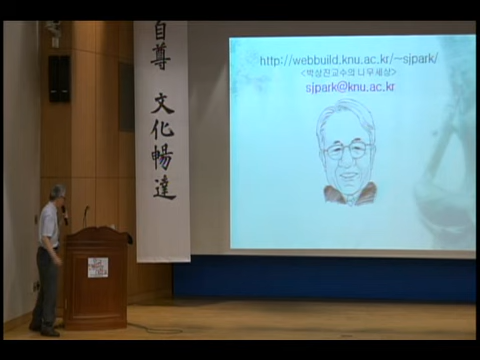 http://webbuild.knu.ac.kr/~sjpark/
<박상진교수의 나무세상>
sjpark@knu.ac.kr
自尊
文化暢達